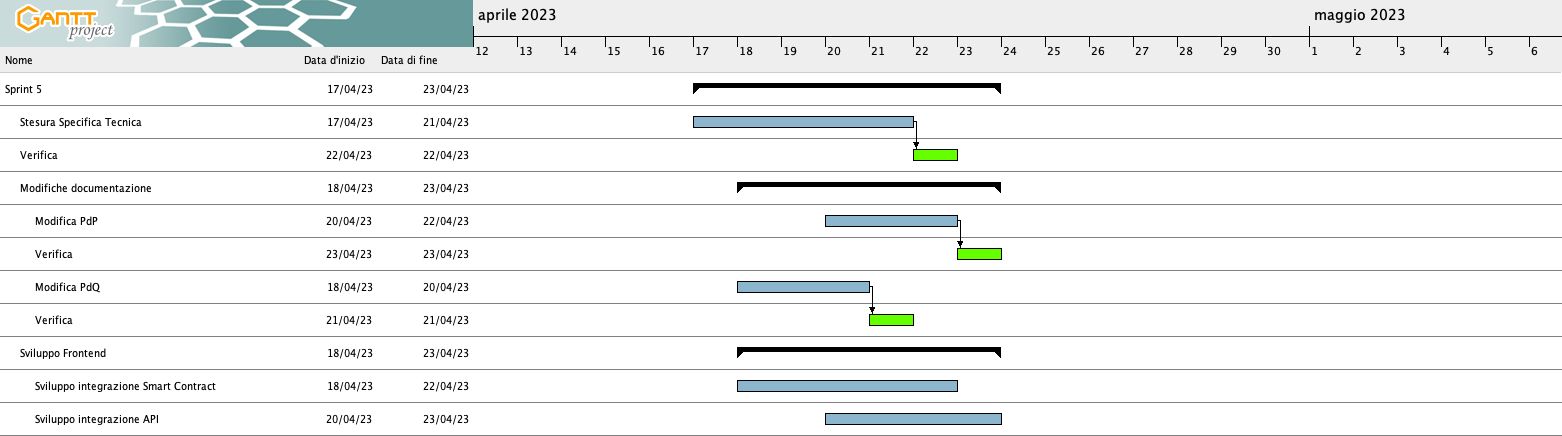 GANTT project
aprile 2023 maggio 2023
12 13 14 15 16 17 18 19 20 21 22 23 24 25 26 27 28 29 30 1 2 3 4 5 6
Nome Data d'inizio Data di fine
Sprint 5 17/04/23 23/04/23
Stesura Specifica Tecnica 17/04/23 21/04/23
Verifica 22/04/23 22/04/23
Modifiche documentazione 18/04/23 23/04/23
Modifica PdP 20/04/23 22/04/23
Verifica 23/04/23 23/04/23
Modifica PdQ 18/04/23 20/04/23
Verifica 21/04/23 21/04/23
Sviluppo Frontend 18/04/23 23/04/23
Sviluppo integrazione Smart Contract 18/04/23 22/04/23
Sviluppo integrazione API 20/04/23 23/04/23